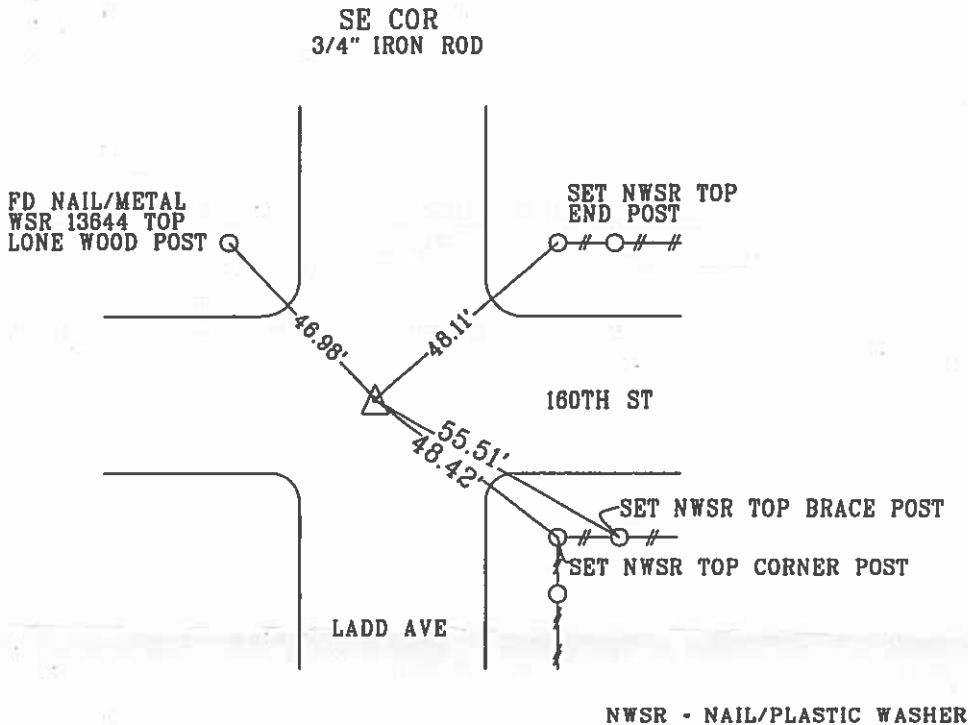 SE COR
3/4" IRON ROD
FD NAIL/METAL
WSR 13644 TOP
LONE WOOD POST
SET NWSR TOP
END POST
46.98'
48.11'
160TH ST
55.51'
48.42'
SET NWSR TOP BRACE POST
SET NWSR TOP CORNER POST
LADD AVE
NWSR - NAIL/PLASTIC WASHER